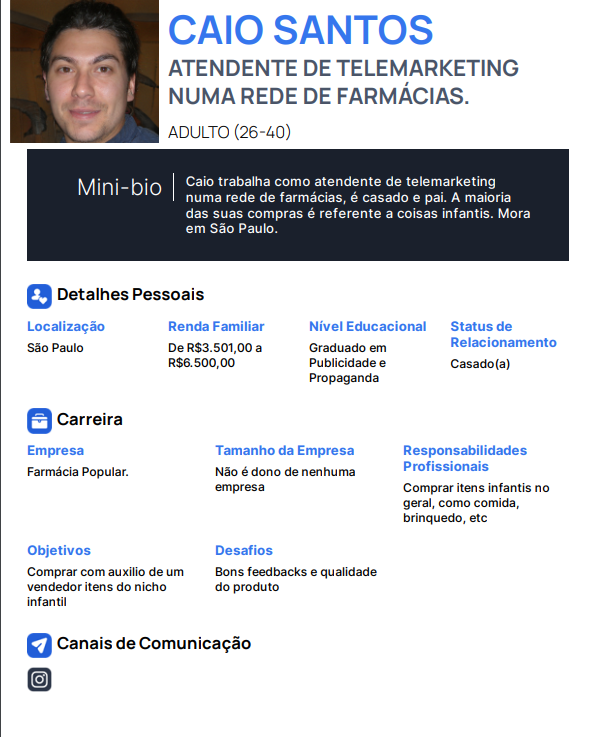 CAIO SANTOS
ATENDENTE DE TELEMARKETING
NUMA REDE DE FARMÁCIAS.
ADULTO (26-40)
Mini-bio
Caio trabalha como atendente de telemarketing
numa rede de farmácias, é casado e pai. A maioria
das suas compras é referente a coisas infantis. Mora
em São Paulo.
Detalhes Pessoais
Localização
São Paulo
Renda Familiar
De R$3.501,00 a
R$6.500,00
Nível Educacional
Graduado em
Publicidade e
Propaganda
Status de
Relacionamento
Casado(a)
Carreira
Empresa
Farmácia Popular.
Tamanho da Empresa
Não é dono de nenhuma
empresa
Responsabilidades
Profissionais
Comprar itens infantis no
geral, como comida,
brinquedo, etc
Objetivos
Comprar com auxilio de um
vendedor itens do nicho
infantil
Desafios
Bons feedbacks e qualidade
do produto
Canais de Comunicação